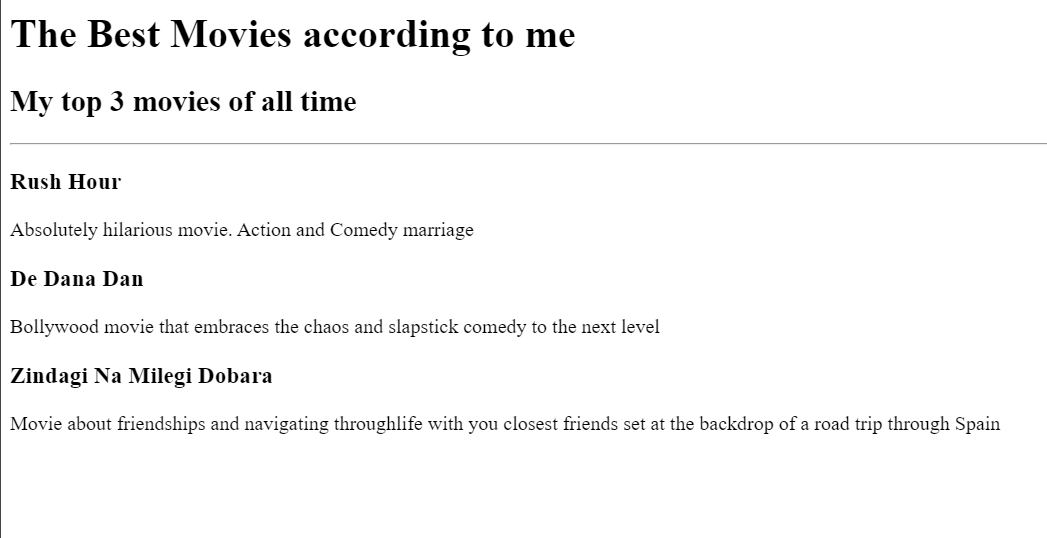 The Best Movies according to me
My top 3 movies of all time
Rush Hour
Absolutely hilarious movie. Action and Comedy marriage
De Dana Dan
Bollywood movie that embraces the chaos and slapstick comedy to the next level
Zindagi Na Milegi Dobara
Movie about friendships and navigating throughlife with you closest friends set at the backdrop of a road trip through Spain